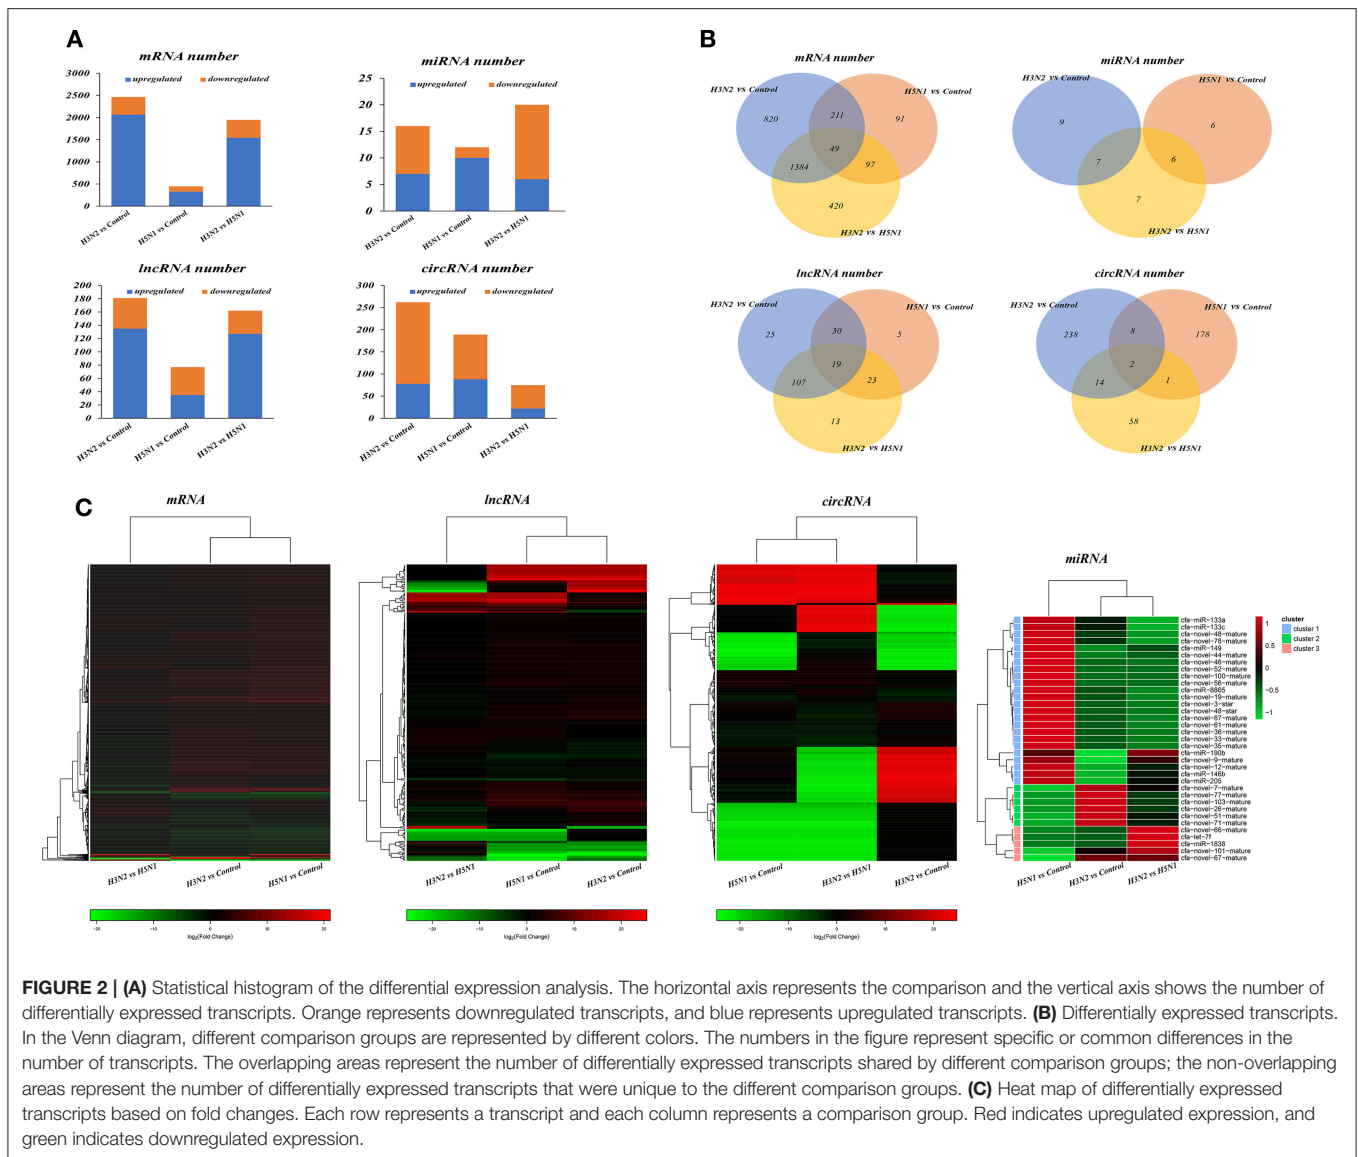 A
mRNA number
3000
2500
2000
1500
1000
500
0
upregulated
downregulated
H3N2 vs Control
H5N1 vs Control
H3N2 vs H5N1
miRNA number
25
20
15
10
5
0
upregulated
downregulated
H3N2 vs Control
H5N1 vs Control
H3N2 vs H5N1
lncRNA number
200
180
160
140
120
100
80
60
40
20
0
upregulated
downregulated
H3N2 vs Control
H5N1 vs Control
H3N2 vs H5N1
circRNA number
300
250
200
150
100
50
0
upregulated
downregulated
H3N2 vs Control
H5N1 vs Control
H3N2 vs H5N1
B
mRNA number
H3N2 vs Control
H5N1 vs Control
820
211
91
49
1384
97
420
H3N2 vs H5N1
miRNA number
H3N2 vs Control
H5N1 vs Control
9
6
7
6
7
H3N2 vs H5N1
lncRNA number
H3N2 vs Control
H5N1 vs Control
25
30
5
19
107
23
13
H3N2 vs H5N1
circRNA number
H3N2 vs Control
H5N1 vs Control
238
8
178
2
14
1
58
H3N2 vs H5N1
C
mRNA
H3N2 vs H5N1
H3N2 vs Control
H5N1 vs Control
−20
−10
0
10
20
log2(Fold Change)
lncRNA
H3N2 vs H5N1
H5N1 vs Control
H3N2 vs Control
−20
−10
0
10
20
log2(Fold Change)
circRNA
H5N1 vs Control
H3N2 vs H5N1
H3N2 vs Control
−20
−10
0
10
20
log2(Fold Change)
miRNA
cfa−miR−133a
cfa−miR−133c
cfa−novel−48−mature
cfa−novel−78−mature
cfa−miR−149
cfa−novel−44−mature
cfa−novel−46−mature
cfa−novel−52−mature
cfa−novel−100−mature
cfa−novel−56−mature
cfa−miR−8865
cfa−novel−19−mature
cfa−novel−3−star
cfa−novel−48−star
cfa−novel−87−mature
cfa−novel−61−mature
cfa−novel−36−mature
cfa−novel−33−mature
cfa−novel−35−mature
cfa−miR−190b
cfa−novel−9−mature
cfa−novel−12−mature
cfa−miR−146b
cfa−miR−205
cfa−novel−7−mature
cfa−novel−77−mature
cfa−novel−103−mature
cfa−novel−26−mature
cfa−novel−51−mature
cfa−novel−71−mature
cfa−novel−66−mature
cfa−let−7f
cfa−miR−1838
cfa−novel−101−mature
cfa−novel−67−mature
H5N1 vs Control
H3N2 vs Control
H3N2 vs H5N1
1
0.5
0
−0.5
−1
cluster
cluster 1
cluster 2
cluster 3
FIGURE 2 | (A) Statistical histogram of the differential expression analysis. The horizontal axis represents the comparison and the vertical axis shows the number of
differentially expressed transcripts. Orange represents downregulated transcripts, and blue represents upregulated transcripts. (B) Differentially expressed transcripts.
In the Venn diagram, different comparison groups are represented by different colors. The numbers in the figure represent specific or common differences in the
number of transcripts. The overlapping areas represent the number of differentially expressed transcripts shared by different comparison groups; the non-overlapping
areas represent the number of differentially expressed transcripts that were unique to the different comparison groups. (C) Heat map of differentially expressed
transcripts based on fold changes. Each row represents a transcript and each column represents a comparison group. Red indicates upregulated expression, and
green indicates downregulated expression.